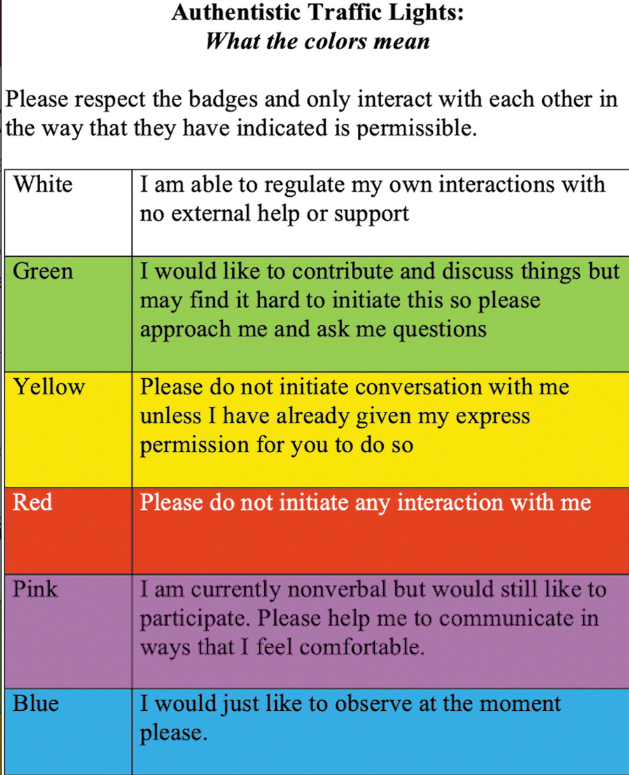 Authentistic Traffic Lights:
What the colors mean
Please respect the badges and only interact with each other in
the way that they have indicated is permissible.
White
I am able to regulate my own interactions with
no external help or support
Green
I would like to contribute and discuss things but
may find it hard to initiate this so please
approach me and ask me questions
Yellow
Please do not initiate conversation with me
unless I have already given my express
permission for you to do so
Red
Please do not initiate any interaction with me
Pink
I am currently nonverbal but would still like to
participate. Please help me to communicate in
ways that I feel comfortable.
Blue
I would just like to observe at the moment
please.